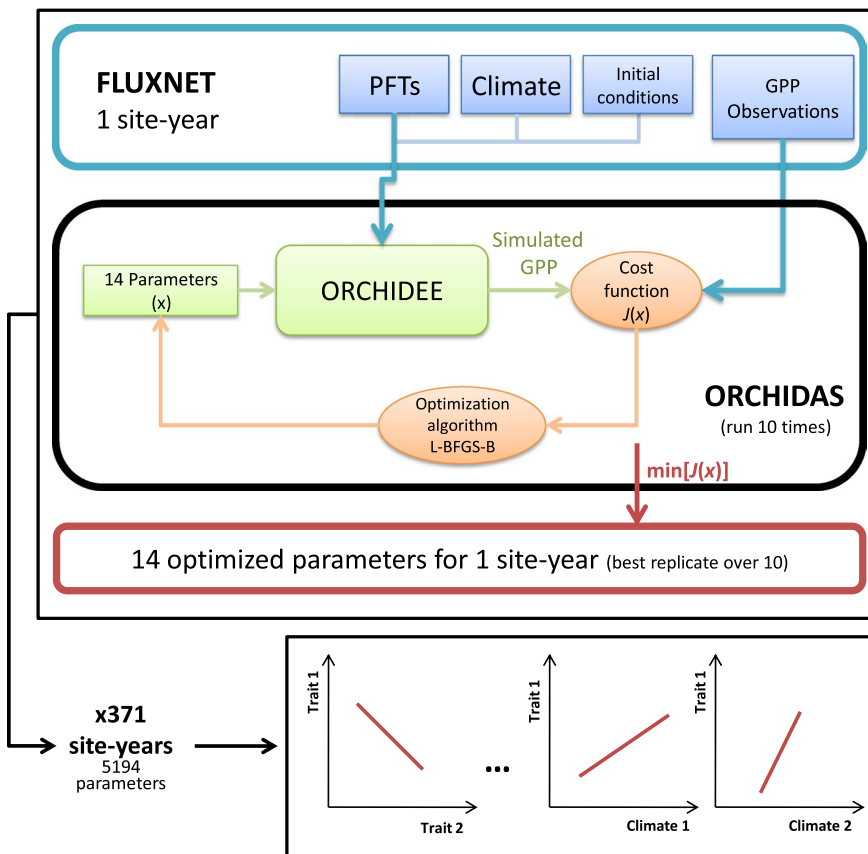 FLUXNET
1 site-year
PFTs
Climate
Initial
conditions
GPP
Observations
14 Parameters
(x)
ORCHIDEE
Simulated
GPP
Cost
function
J(x)
Optimization
algorithm
L-BFGS-B
ORCHIDAS
(run 10 times)
min[J(x)]
14 optimized parameters for 1 site-year (best replicate over 10)
x371
site-years
5194
parameters
Trait 1
Trait 2
...
Trait 1
Climate 1
Trait 1
Climate 2